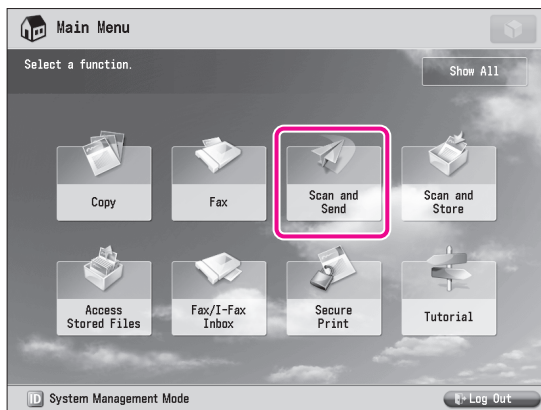 Main Menu
Select a function.
Show All
Copy
Fax
Scan and
Send
Scan and
Store
Access
Stored Files
Fax/I-Fax
Inbox
Secure
Print
Tutorial
ID System Management Mode
Log Out